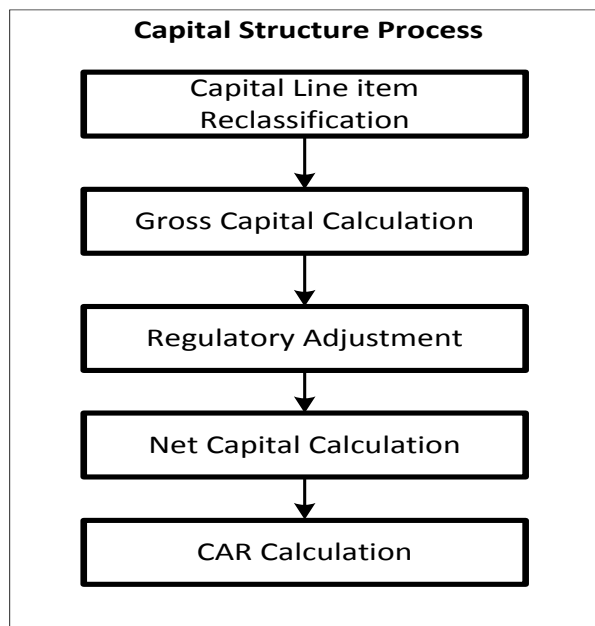 Capital Structure Process
Capital Line item
Reclassification
Gross Capital Calculation
Regulatory Adjustment
Net Capital Calculation
CAR Calculation